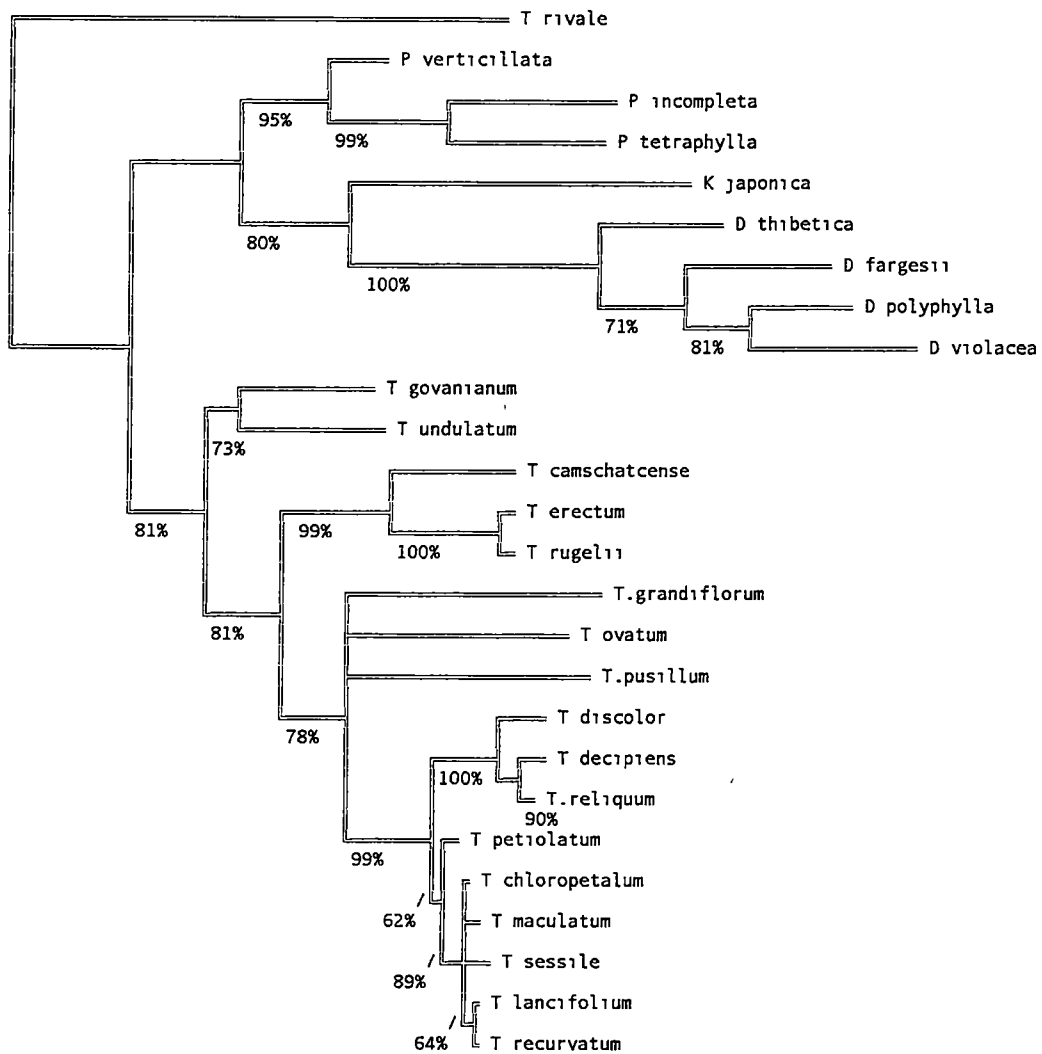 T rivale
P verticillata
P incompleta
95%
99%
P tetraphylla
K japonica
D thibetica
80%
D fargesii
100%
D polyphylla
71%
81%
D violacea
T govanianum
T undulatum
73%
T camschatcense
T erectum
81%
99%
100%
T rugelii
T.grandiflorum
81%
T ovatum
T.pusillum
T discolor
78%
T decipiens
100%
T.reliquum
90%
T petiolatum
99%
T chloropetalum
62%
T maculatum
T sessile
89%
T lancifolium
64%
T recurvatum